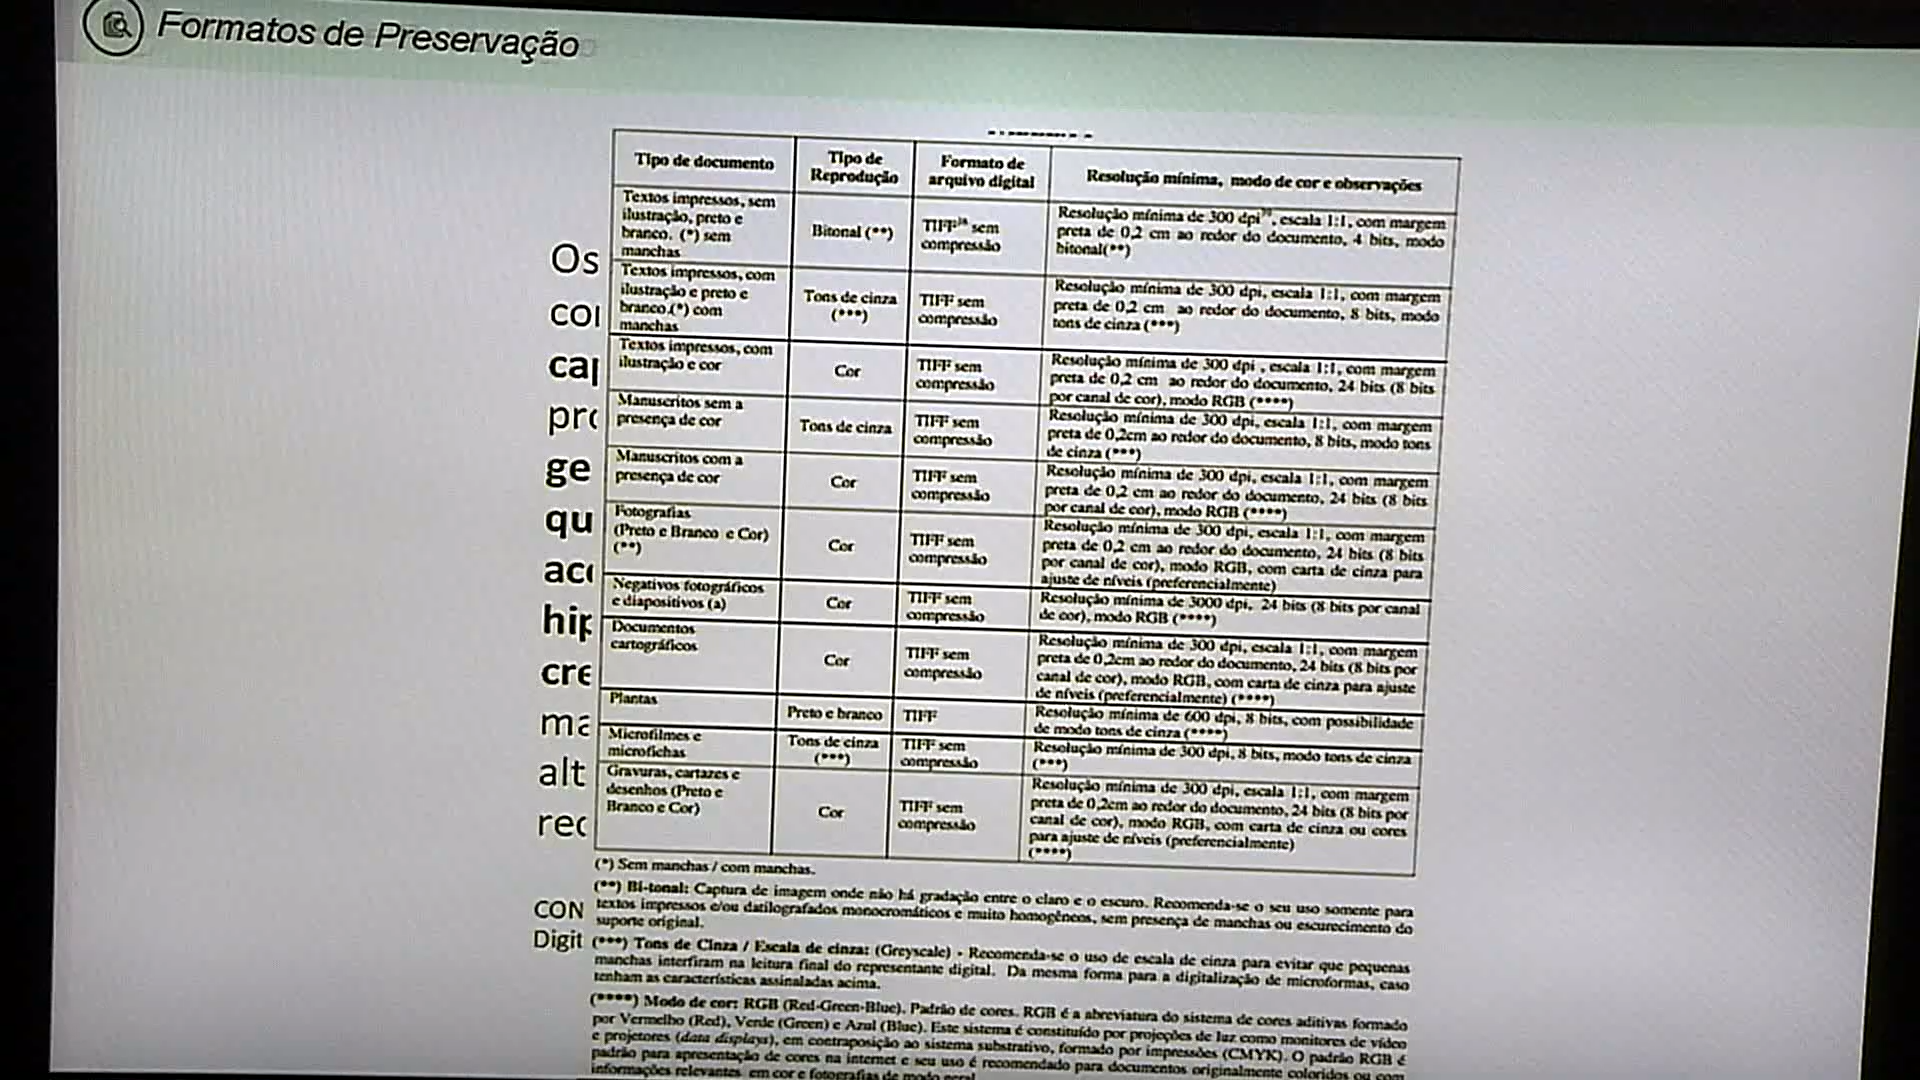 Formatos de Preservação
Os
col
cap
pro
ge
qu
ace
hip
cre
ma
alt
rec
CON
Digit
Tipo de documento
Tipo de
Reprodução
Formato de
arquivo digital
Resolução mínima, modo de cor e observações
Textos impressos, sem
ilustração, preto e
branco. (*) sem
manchas
Bitonal (**)
TIFF sem
compressão
Resolução mínima de 300 dpi, escala 1:1, com margem
preta de 0,2 cm ao redor do documento, 4 bits, modo
bitonal(**)
Textos impressos, com
ilustração e preto e
branco.(*) com
manchas
Tons de cinza
(***)
TIFF sem
compressão
Resolução mínima de 300 dpi, escala 1:1, com margem
preta de 0,2 cm ao redor do documento, 8 bits, modo
tons de cinza (***)
Textos impressos, com
ilustração e cor
Cor
TIFF sem
compressão
Resolução mínima de 300 dpi , escala 1:1, com margem
preta de 0,2 cm ao redor do documento, 24 bits (8 bits
por canal de cor), modo RGB (****)
Manuscritos sem a
presença de cor
Tons de cinza
TIFF sem
compressão
Resolução mínima de 300 dpi, escala 1:1, com margem
preta de 0,2cm ao redor do documento, 8 bits, modo tons
de cinza (***)
Manuscritos com a
presença de cor
Cor
TIFF sem
compressão
Resolução mínima de 300 dpi, escala 1:1, com margem
preta de 0,2 cm ao redor do documento, 24 bits (8 bits
por canal de cor), modo RGB (****)
Fotografias
(Preto e Branco e Cor)
(**)
Cor
TIFF sem
compressão
Resolução mínima de 300 dpi, escala 1:1, com margem
preta de 0,2 cm ao redor do documento, 24 bits (8 bits
por canal de cor), modo RGB, com carta de cinza para
ajuste de níveis (preferencialmente)
Negativos fotográficos
e diapositivos (a)
Cor
TIFF sem
compressão
Resolução mínima de 3000 dpi, 24 bits (8 bits por canal
de cor), modo RGB (****)
Documentos
cartográficos
Cor
TIFF sem
compressão
Resolução mínima de 300 dpi, escala 1:1, com margem
preta de 0,2cm ao redor do documento, 24 bits (8 bits por
canal de cor), modo RGB, com carta de cinza para ajuste
de níveis (preferencialmente) (****)
Plantas
Preto e branco
TIFF
Resolução mínima de 600 dpi, 8 bits, com possibilidade
de modo tons de cinza (****)
Microfilmes e
microfichas
Tons de cinza
(***)
TIFF sem
compressão
Resolução mínima de 300 dpi, 8 bits, modo tons de cinza
(***)
Gravuras, cartazes e
desenhos (Preto e
Branco e Cor)
Cor
TIFF sem
compressão
Resolução mínima de 300 dpi, escala 1:1, com margem
preta de 0,2cm ao redor do documento, 24 bits (8 bits por
canal de cor), modo RGB, com carta de cinza ou cores
para ajuste de níveis (preferencialmente)
(****)
(*) Sem manchas / com manchas.
(**) Bi-tonal: Captura de imagem onde não há gradação entre o claro e o escuro. Recomenda-se o seu uso somente para
textos impressos e/ou datilografados monocromáticos e muito homogêneos, sem presença de manchas ou escurecimento do
suporte original.
(***) Tons de Cinza / Escala de cinza: (Greyscale) - Recomenda-se o uso de escala de cinza para evitar que pequenas
manchas interfiram na leitura final do representante digital. Da mesma forma para a digitalização de microformas, caso
tenham as características assinaladas acima.
(****) Modo de cor: RGB (Red-Green-Blue). Padrão de cores. RGB é a abreviatura do sistema de cores aditivas formado
por Vermelho (Red), Verde (Green) e Azul (Blue). Este sistema é constituído por projeções de luz como monitores de vídeo
e projetores (data displays), em contraposição ao sistema substrativo, formado por impressões (CMYK). O padrão RGB é
padrão para apresentação de cores na internet e seu uso é recomendado para documentos originalmente coloridos ou com
informações relevantes em cor e fotografias de modo geral